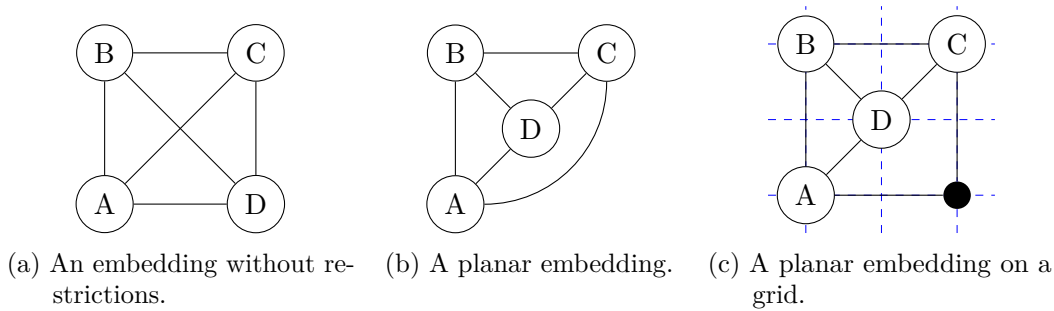 B C
A D
B C
D
A
B C
D
A
(a) An embedding without re-
strictions.
(b) A planar embedding.
(c) A planar embedding on a
grid.